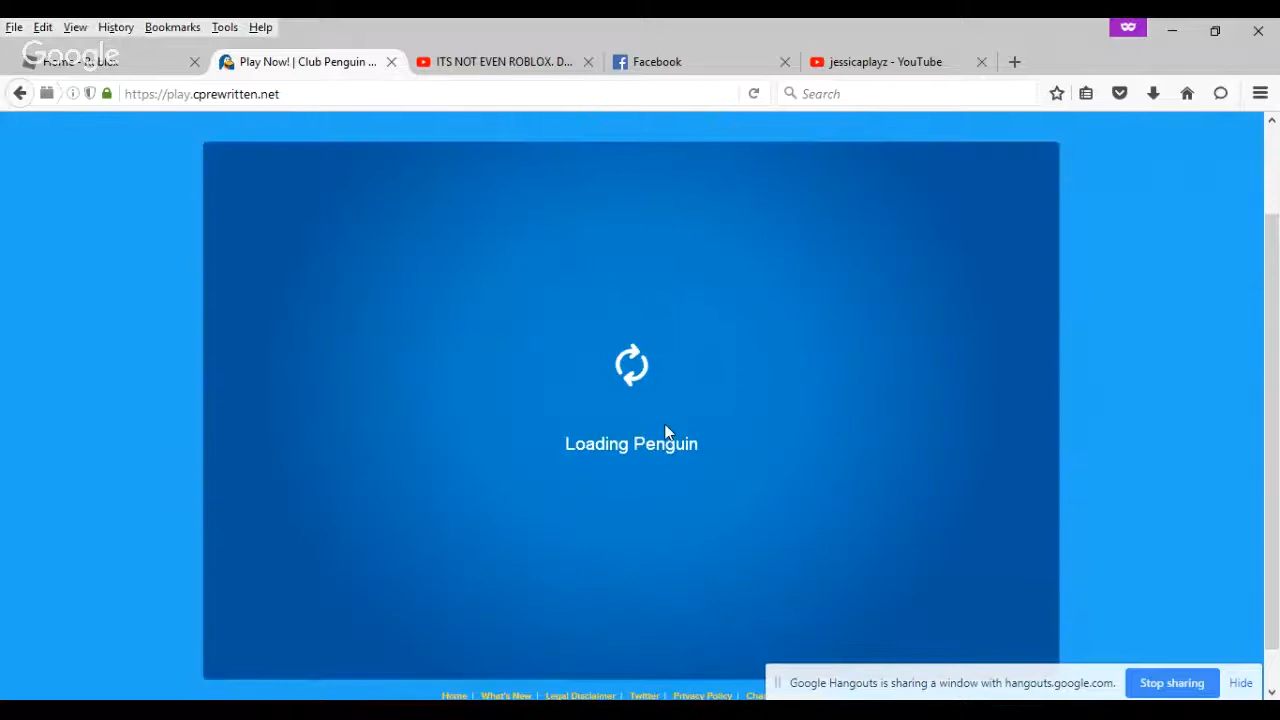 File Edit View History Bookmarks Tools Help
Google
Home - Roblox
Play Now! | Club Penguin ...
ITS NOT EVEN ROBLOX. D...
Facebook
jessicaplayz - YouTube
https://play.cprewritten.net
Search
Loading Penguin
Home | What's New | Legal Disclaimer | Twitter | Privacy Policy |
Google Hangouts is sharing a window with hangouts.google.com.
Stop sharing
Hide